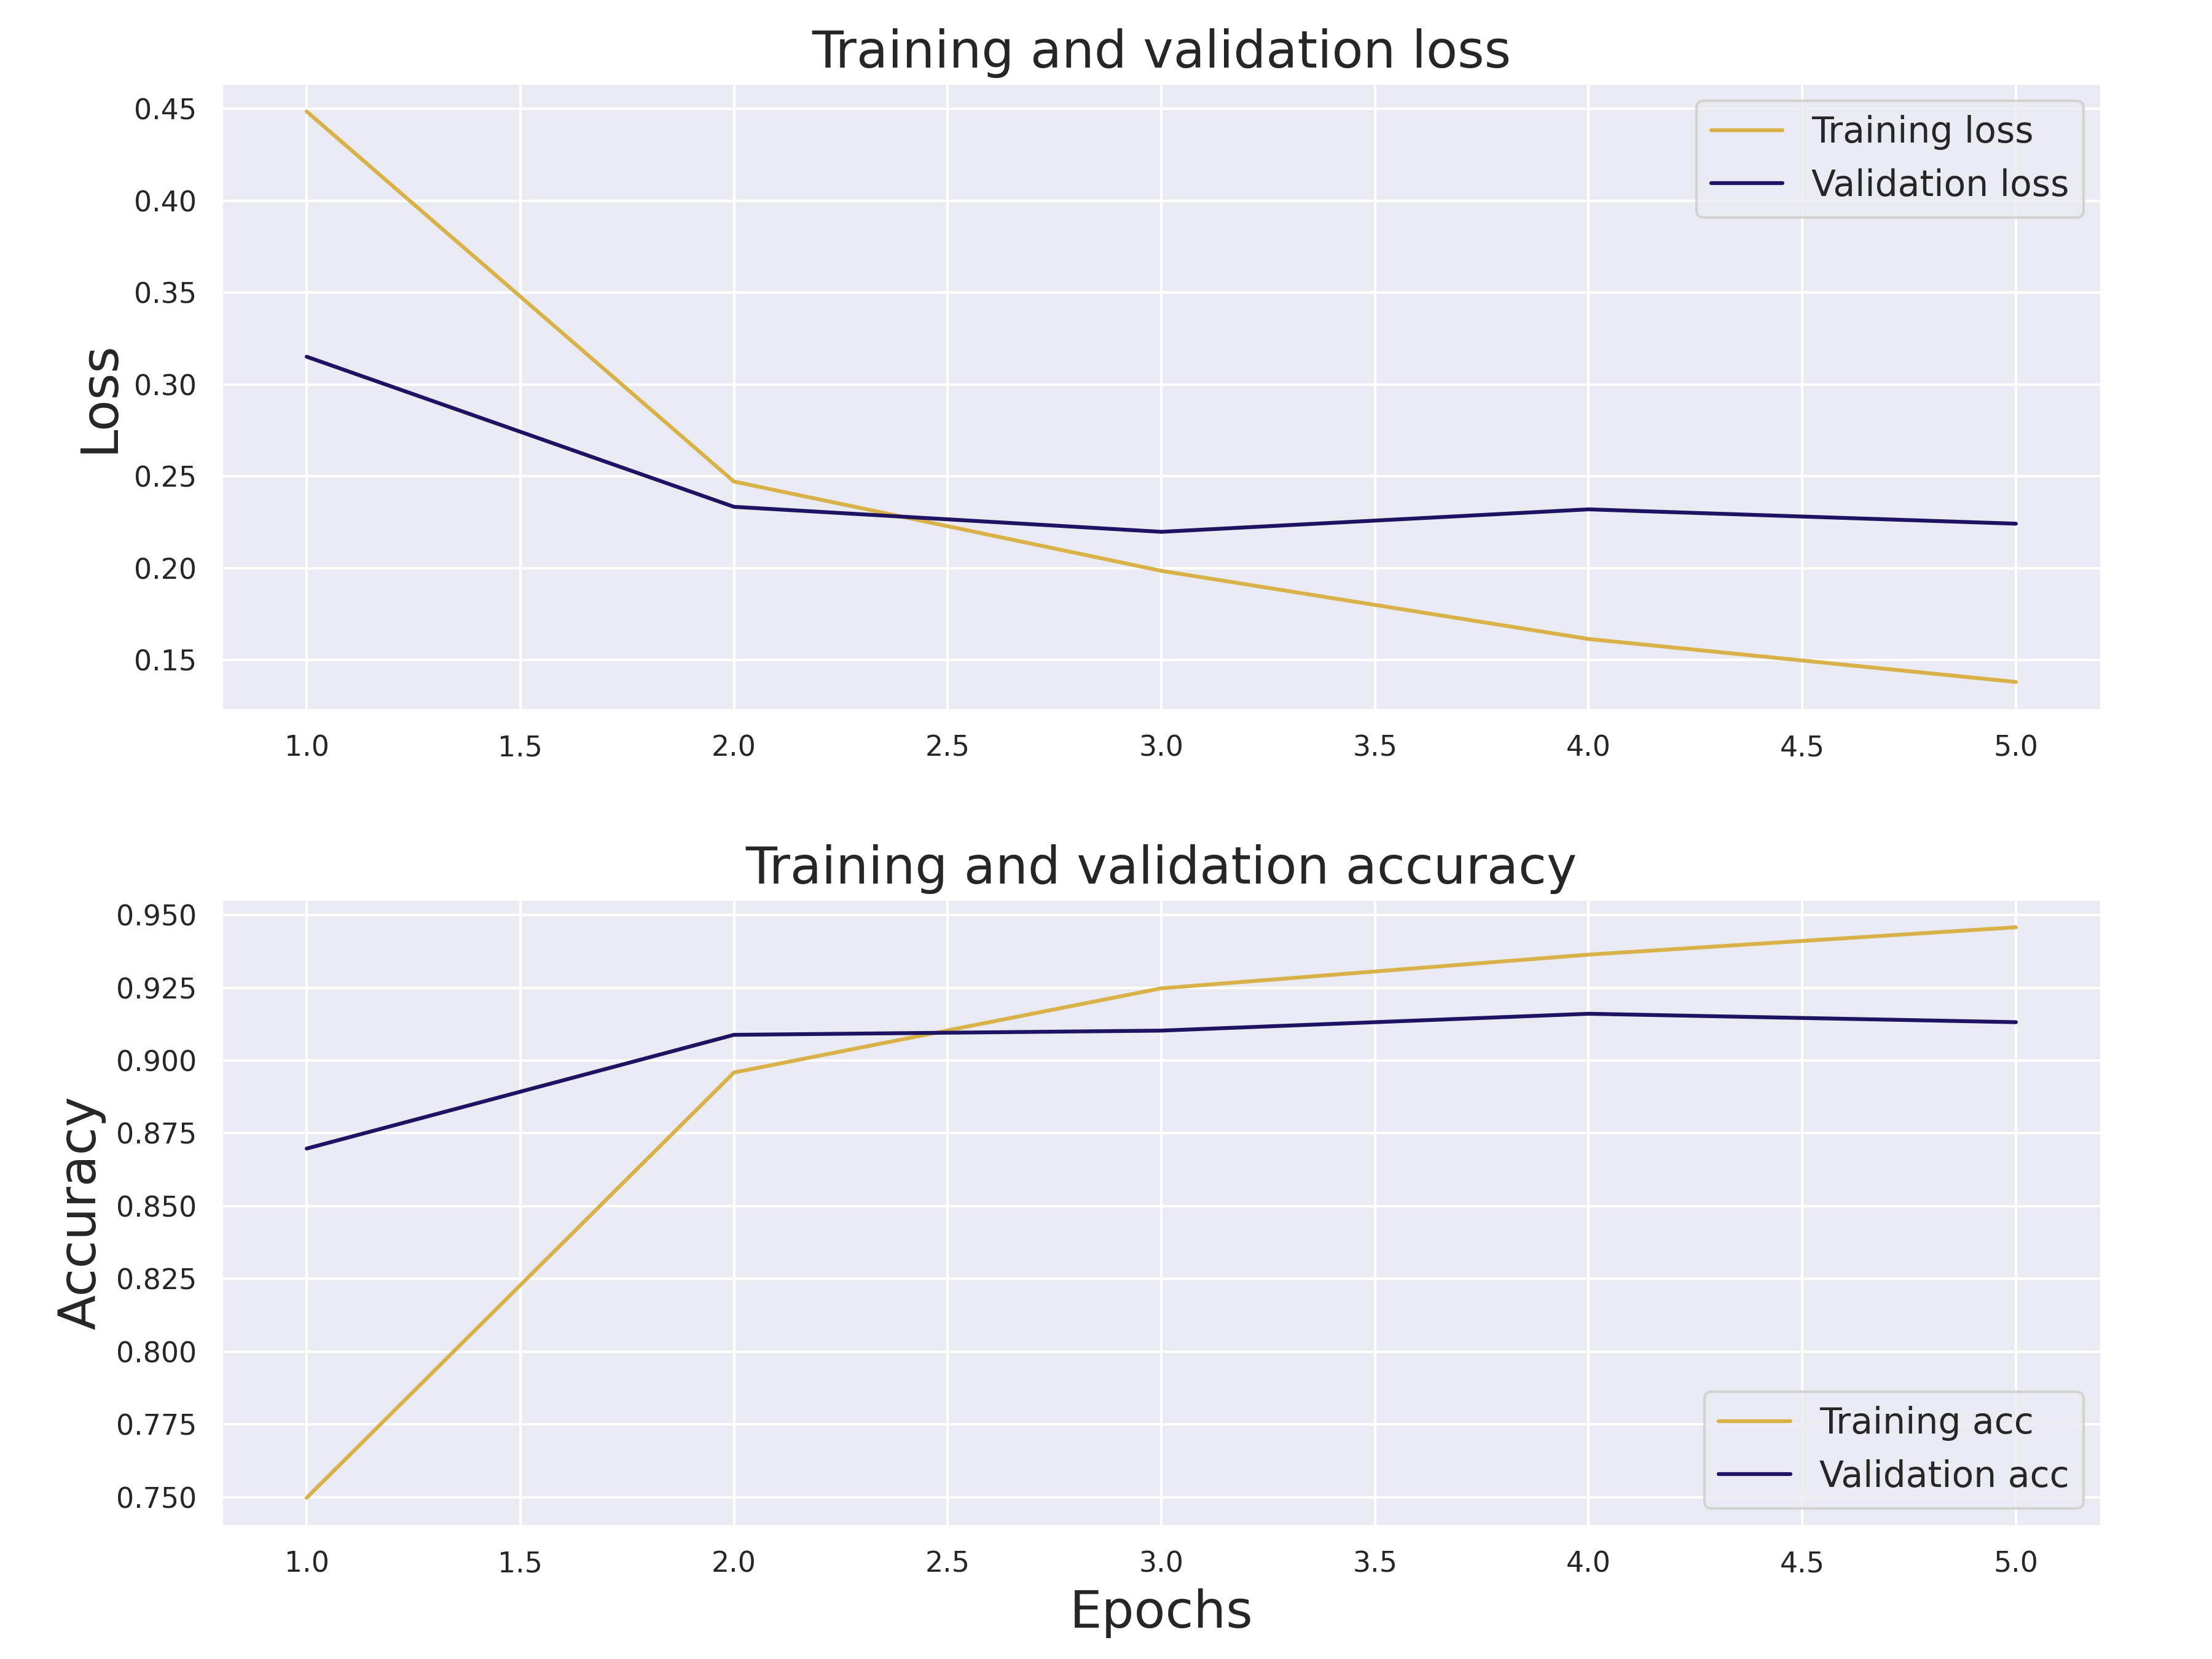 Training and validation loss
Loss
0.45
0.40
0.35
0.30
0.25
0.20
0.15
Training loss
Validation loss
1.0 1.5 2.0 2.5 3.0 3.5 4.0 4.5 5.0
Training and validation accuracy
Accuracy
0.950
0.925
0.900
0.875
0.850
0.825
0.800
0.775
0.750
Training acc
Validation acc
1.0 1.5 2.0 2.5 3.0 3.5 4.0 4.5 5.0
Epochs